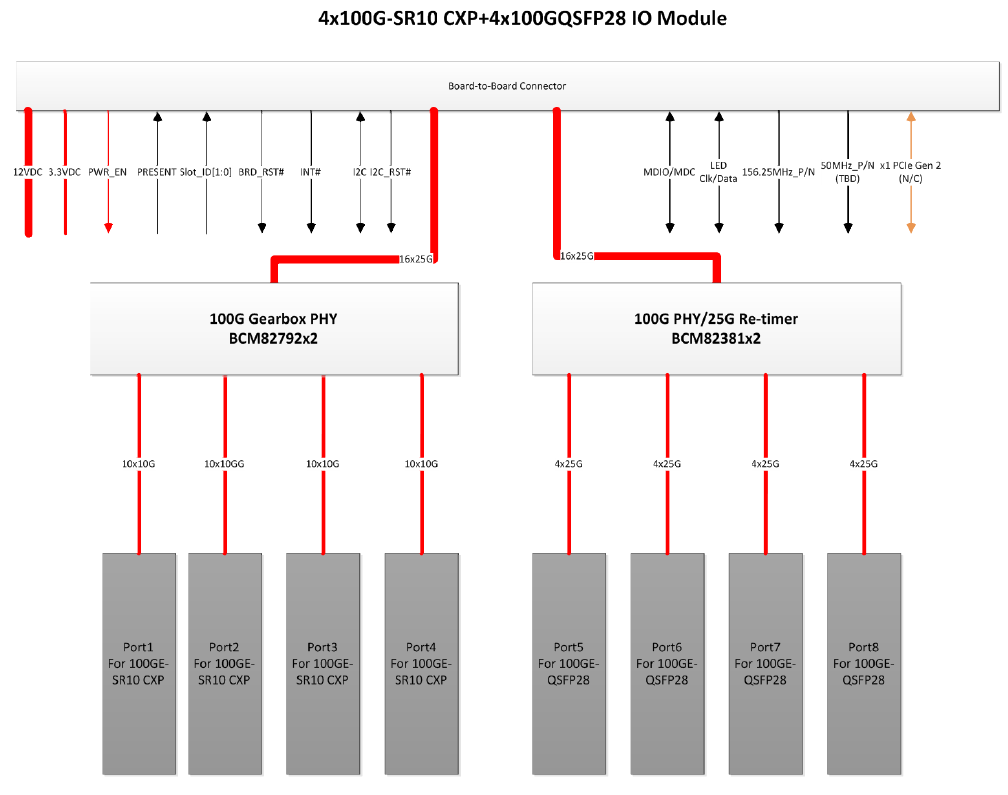 4x100G-SR10 CXP+4x100GQSFP28 IO Module
Board-to-Board Connector
12VDC
3.3VDC
PWR_EN
PRESENT
Slot_ID[1:0]
BRD_RST#
INT#
I2C
I2C_RST#
MDIO/MDC
LED
Clk/Data
156.25MHz_P/N
50MHz_P/N
(TBD)
x1 PCIe Gen 2
(N/C)
16x25G
16x25G
100G Gearbox PHY
BCM82792x2
100G PHY/25G Re-timer
BCM82381x2
10x10G
10x10GG
10x10G
10x10G
4x25G
4x25G
4x25G
4x25G
Port1
For 100GE-
SR10 CXP
Port2
For 100GE-
SR10 CXP
Port3
For 100GE-
SR10 CXP
Port4
For 100GE-
SR10 CXP
Port5
For 100GE-
QSFP28
Port6
For 100GE-
QSFP28
Port7
For 100GE-
QSFP28
Port8
For 100GE-
QSFP28